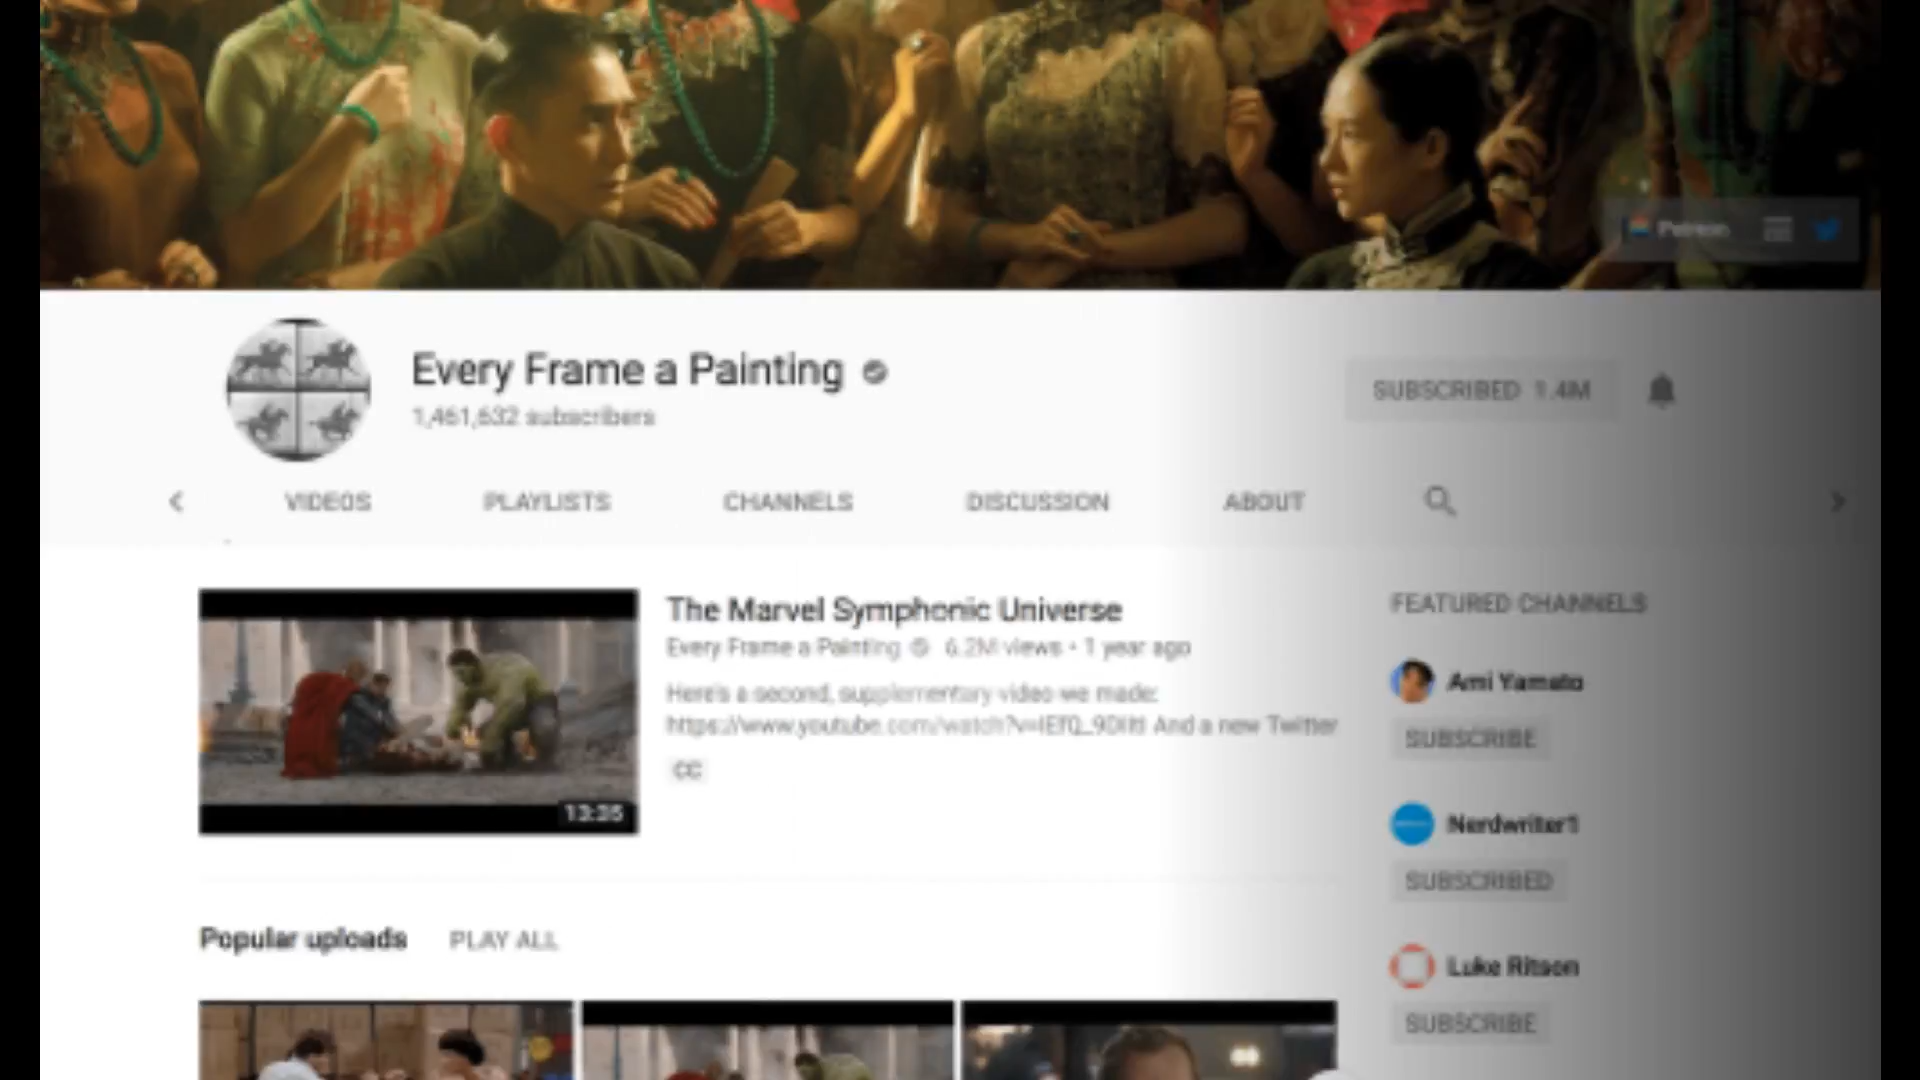 Patreon
Every Frame a Painting
1,461,632 subscribers
SUBSCRIBED 1.4M
VIDEOS PLAYLISTS CHANNELS DISCUSSION ABOUT
The Marvel Symphonic Universe
Every Frame a Painting 6.2M views • 1 year ago
Here's a second, supplementary video we made:
And a new Twitter
CC
13:35
FEATURED CHANNELS
Ami Yamato
SUBSCRIBE
Nerdwriter1
SUBSCRIBED
Luke Ritson
SUBSCRIBE
Popular uploads PLAY ALL